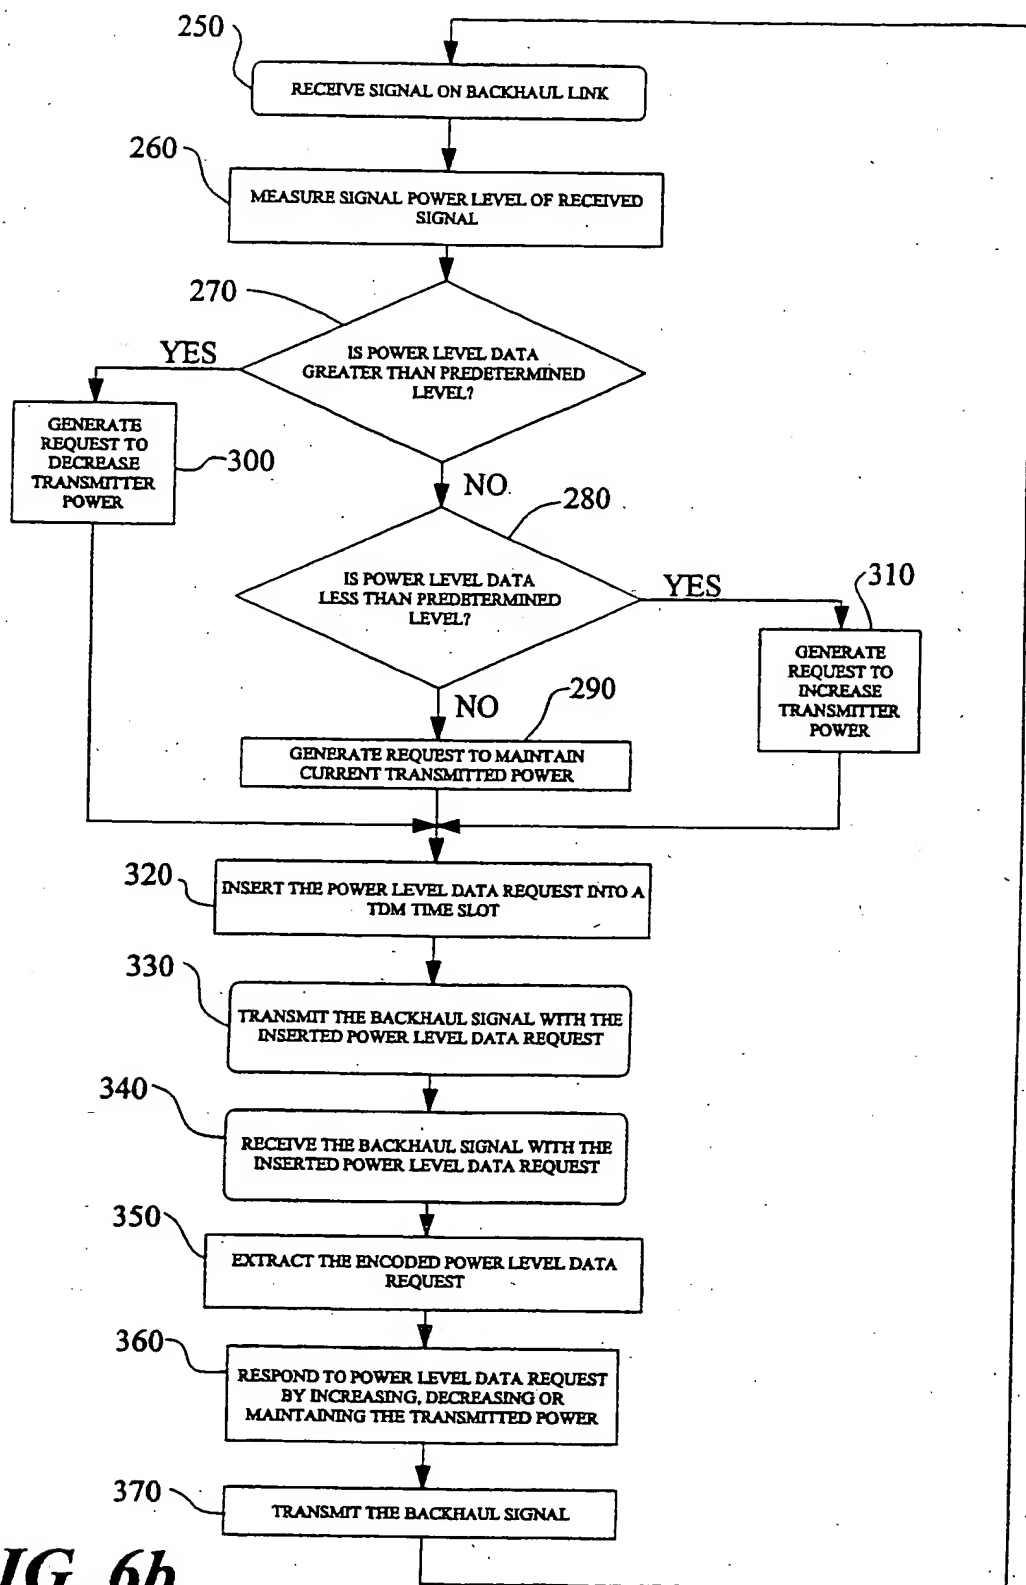 250
RECEIVE SIGNAL ON BACKHAUL LINK
260
MEASURE SIGNAL POWER LEVEL OF RECEIVED
SIGNAL
270
IS POWER LEVEL DATA
GREATER THAN PREDETERMINED
LEVEL?
YES
GENERATE
REQUEST TO
DECREASE
TRANSMITTER
POWER
300
NO
280
IS POWER LEVEL DATA
LESS THAN PREDETERMINED
LEVEL?
YES
310
GENERATE
REQUEST TO
INCREASE
TRANSMITTER
POWER
NO
290
GENERATE REQUEST TO MAINTAIN
CURRENT TRANSMITTED POWER
320
INSERT THE POWER LEVEL DATA REQUEST INTO A
TDM TIME SLOT
330
TRANSMIT THE BACKHAUL SIGNAL WITH THE
INSERTED POWER LEVEL DATA REQUEST
340
RECEIVE THE BACKHAUL SIGNAL WITH THE
INSERTED POWER LEVEL DATA REQUEST
350
EXTRACT THE ENCODED POWER LEVEL DATA
REQUEST
360
RESPOND TO POWER LEVEL DATA REQUEST
BY INCREASING, DECREASING OR
MAINTAINING THE TRANSMITTED POWER
370
TRANSMIT THE BACKHAUL SIGNAL
IG 6b